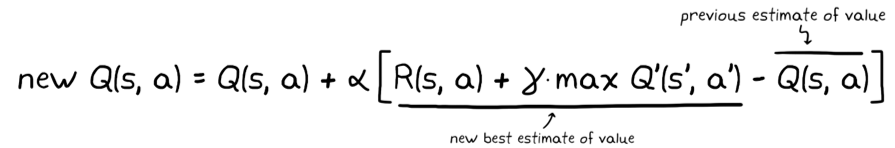 previous estimate of value
new Q(s, a) = Q(s, a) + α[R(s, a) + γ·max Q'(s', a') - Q(s, a)]
new best estimate of value